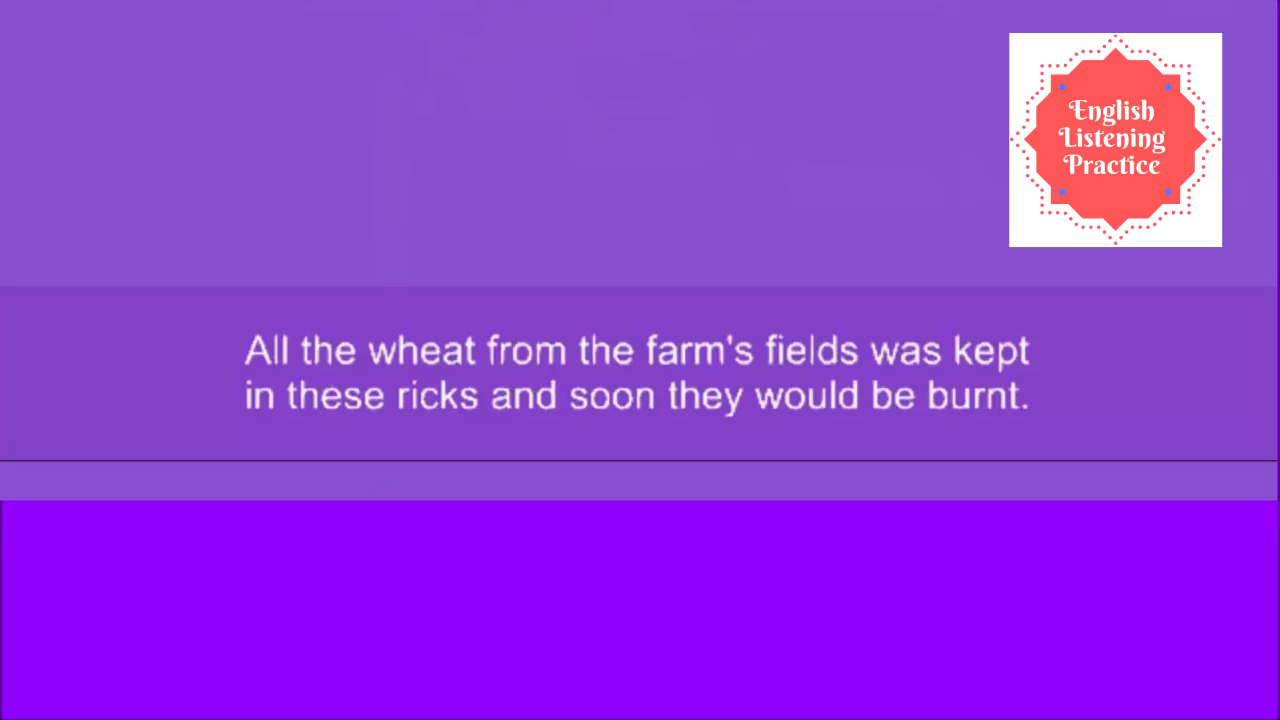 English
Listening
Practice
All the wheat from the farm's fields was kept
in these ricks and soon they would be burnt.